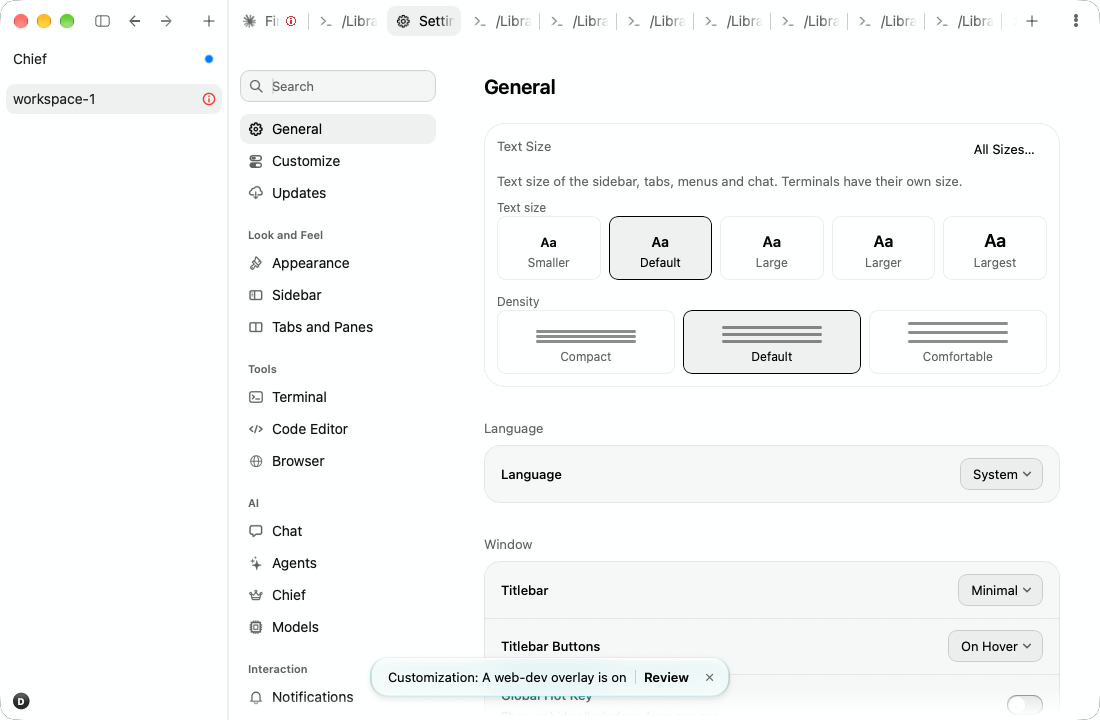 Fi
/Libra
Settin
/Libra
/Libra
/Libra
/Libra
/Libra
/Libra
/Libra
Chief
workspace-1
D
Search
General
Customize
Updates
Look and Feel
Appearance
Sidebar
Tabs and Panes
Tools
Terminal
Code Editor
Browser
AI
Chat
Agents
Chief
Models
Interaction
Notifications
General
Text Size
All Sizes...
Text size of the sidebar, tabs, menus and chat. Terminals have their own size.
Text size
Aa Aa Aa Aa Aa
Smaller Default Large Larger Largest
Density
Compact Default Comfortable
Language
Language System
Window
Titlebar Minimal
Titlebar Buttons On Hover
Customization: A web-dev overlay is on Review
Global Hot Key